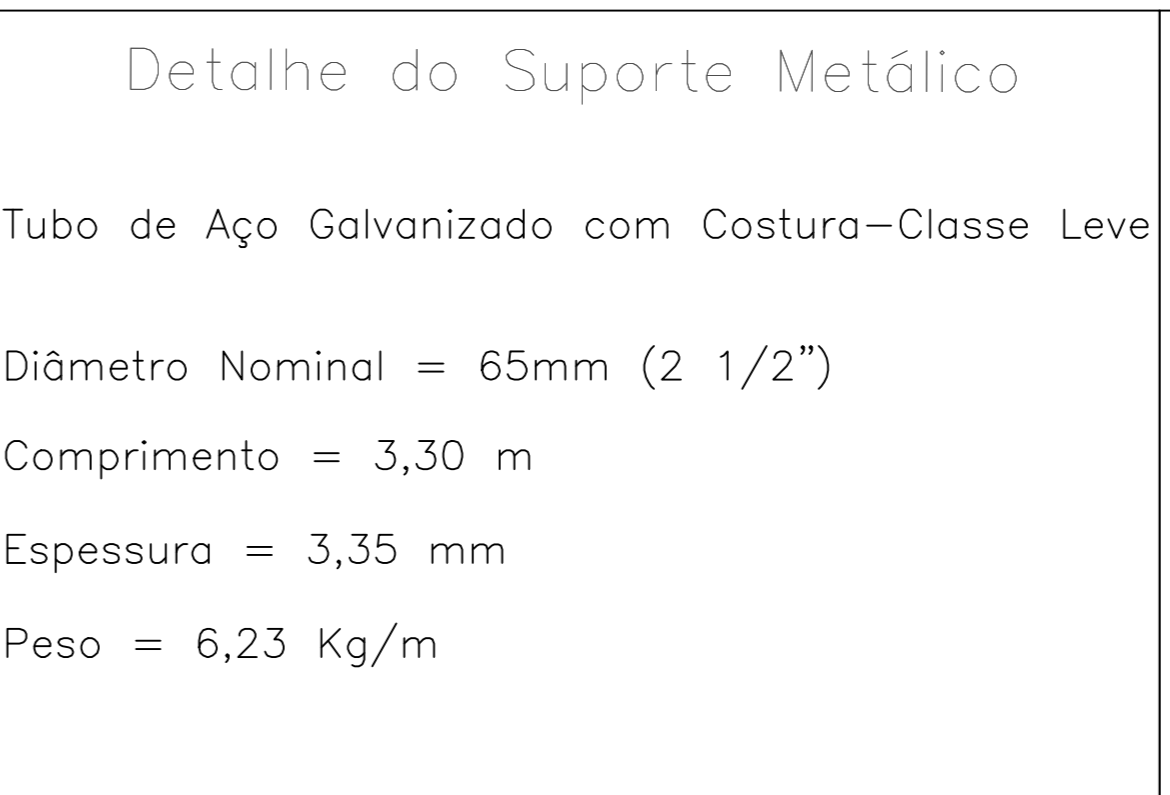 Detalhe do Suporte Metálico
Tubo de Aço Galvanizado com Costura-Classe Leve
Diâmetro Nominal = 65mm (2 1/2”)
Comprimento = 3,30 m
Espessura = 3,35 mm
Peso = 6,23 Kg/m